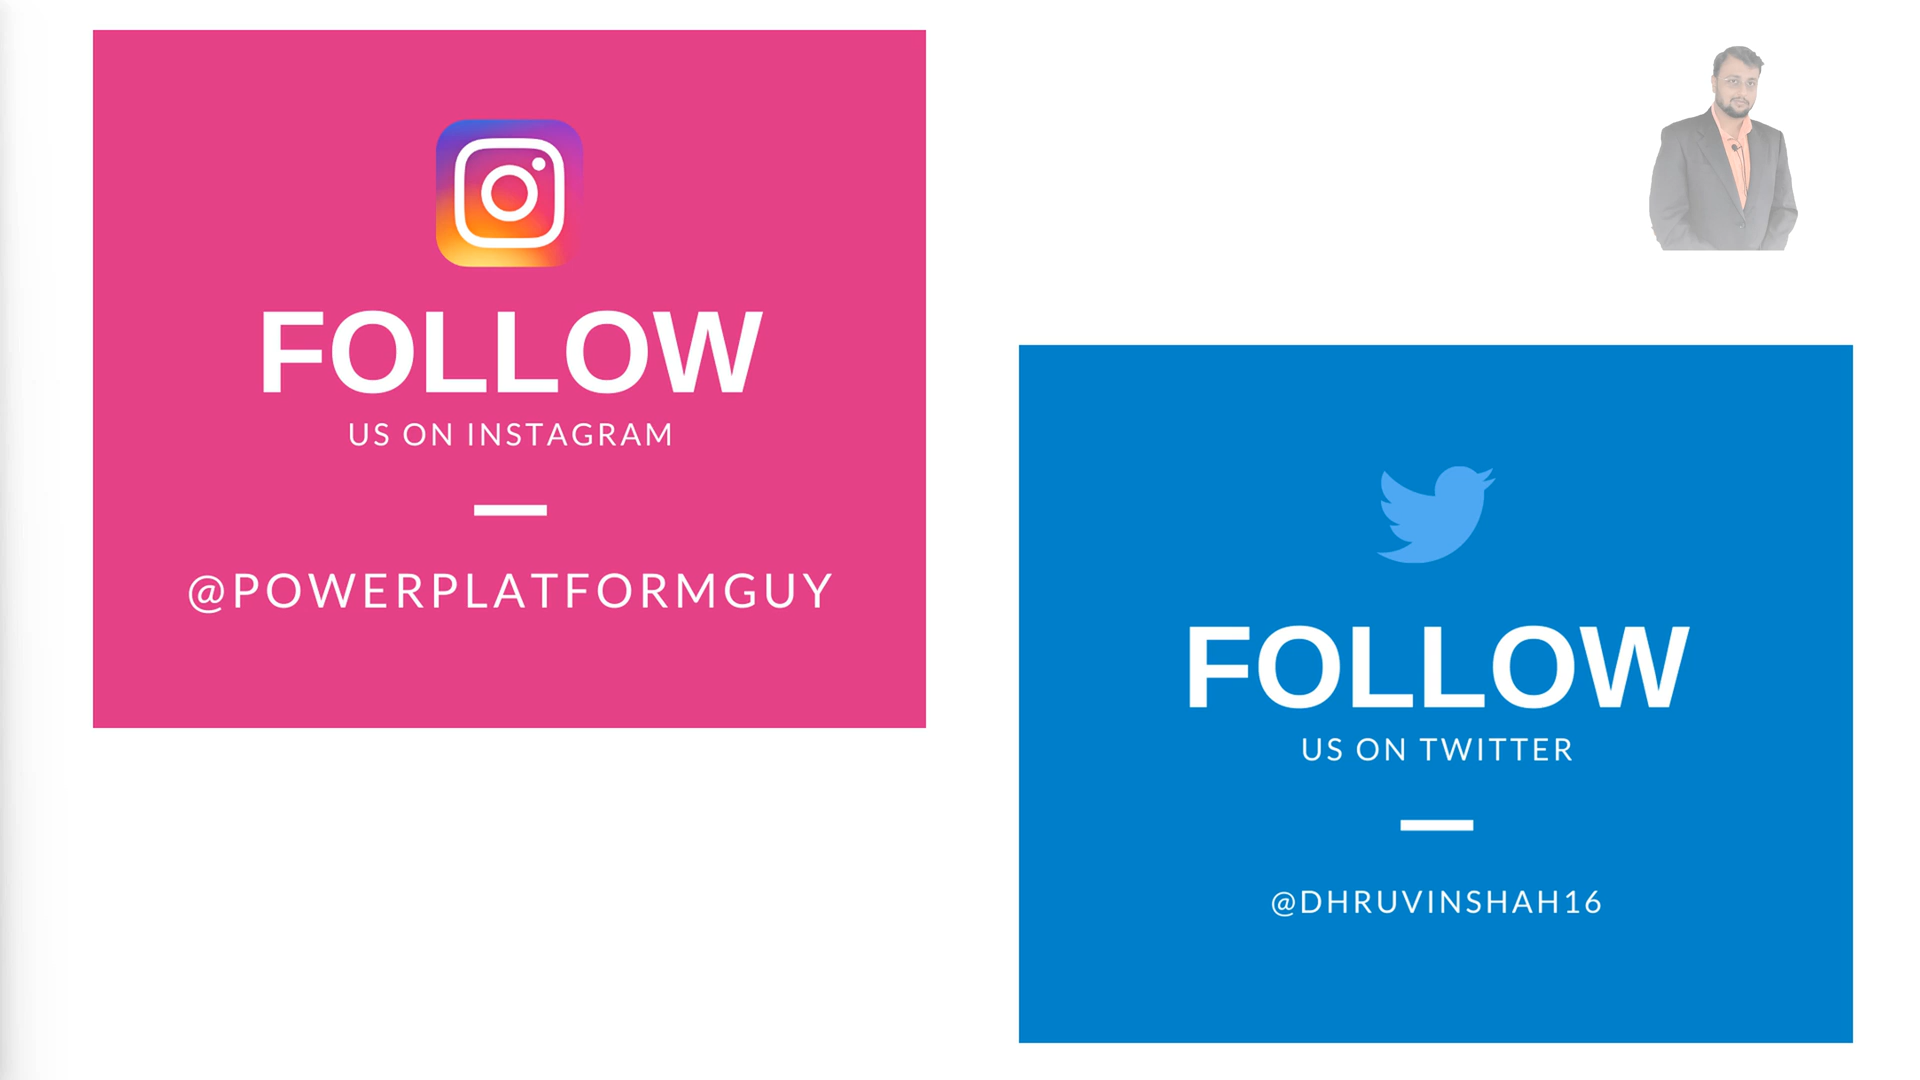 FOLLOW
US ON INSTAGRAM
@POWERPLATFORMGUY
FOLLOW
US ON TWITTER
@DHRUVINSHAH16